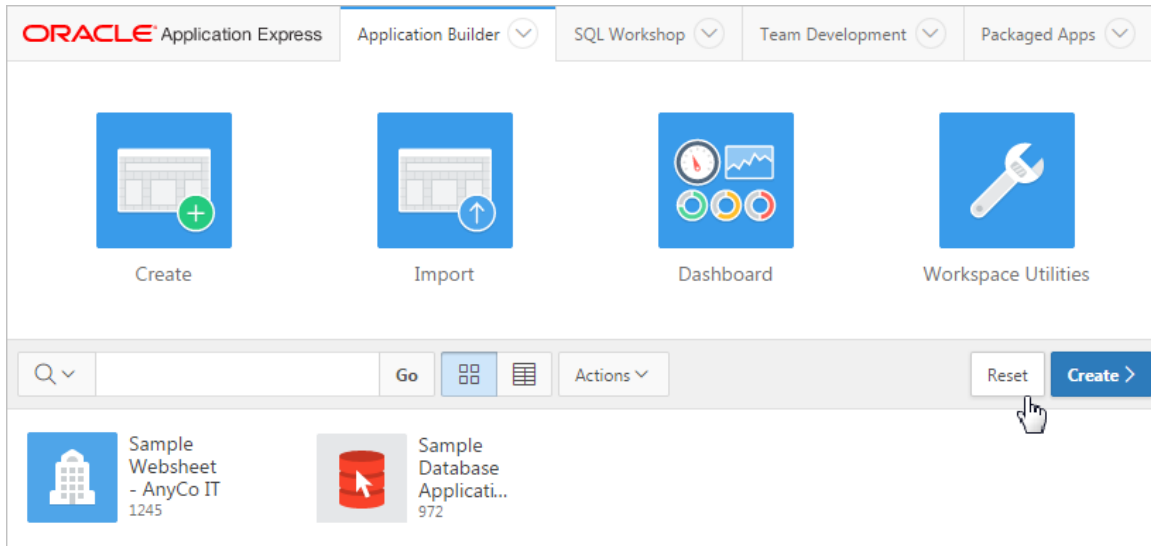 ORACLE Application Express Application Builder SQL Workshop Team Development Packaged Apps
Create Import Dashboard Workspace Utilities
Go Actions Reset Create
Sample
Websheet
- AnyCo IT
1245
Sample
Database
Applicati...
972